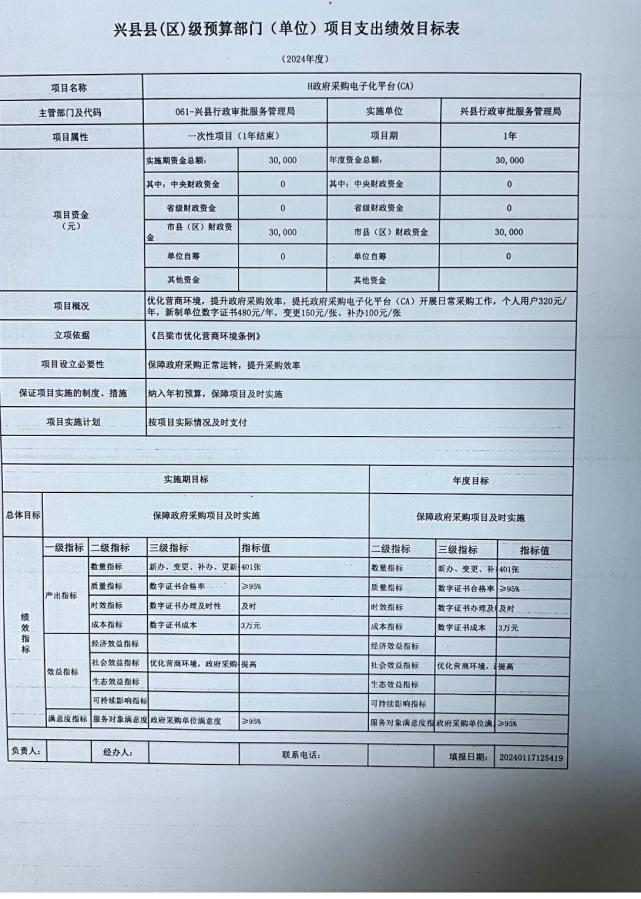 兴县县(区)级预算部门（单位）项目支出绩效目标表
（2024年度）
项目名称 H政府采购电子化平台(CA)
主管部门及代码 061-兴县行政审批服务管理局 实施单位 兴县行政审批服务管理局
项目属性 一次性项目（1年结束） 项目期 1年
项目资金（元） 实施期资金总额: 30,000 年度资金总额: 30,000
其中: 中央财政资金 0 其中: 中央财政资金 0
省级财政资金 0 省级财政资金 0
市县（区）财政资金 30,000 市县（区）财政资金 30,000
单位自筹 0 单位自筹 0
其他资金 其他资金
项目概况 优化营商环境，提升政府采购效率，提托政府采购电子化平台（CA）开展日常采购工作，个人用户320元/
年，新制单位数字证书480元/年，变更150元/张、补办100元/张
立项依据 《吕梁市优化营商环境条例》
项目设立必要性 保障政府采购正常运转，提升采购效率
保证项目实施的制度、措施 纳入年初预算，保障项目及时实施
项目实施计划 按项目实际情况及时支付
实施期目标 年度目标
总体目标 保障政府采购项目及时实施 保障政府采购项目及时实施
绩效指标 一级指标 二级指标 三级指标 指标值 二级指标 三级指标 指标值
产出指标 数量指标 新办、变更、补办、更新 401张 数量指标 新办、变更、补 401张
质量指标 数字证书合格率 ≥95% 质量指标 数字证书合格率 ≥95%
时效指标 数字证书办理及时性 及时 时效指标 数字证书办理及 及时
成本指标 数字证书成本 3万元 成本指标 数字证书成本 3万元
效益指标 经济效益指标 经济效益指标
社会效益指标 优化营商环境，政府采购 提高 社会效益指标 优化营商环境， 提高
生态效益指标 生态效益指标
可持续影响指标 可持续影响指标
满意度指标 服务对象满意度 政府采购单位满意度 ≥95% 服务对象满意度指 政府采购单位满 ≥95%
负责人: 经办人: 联系电话: 填报日期: 20240117125419